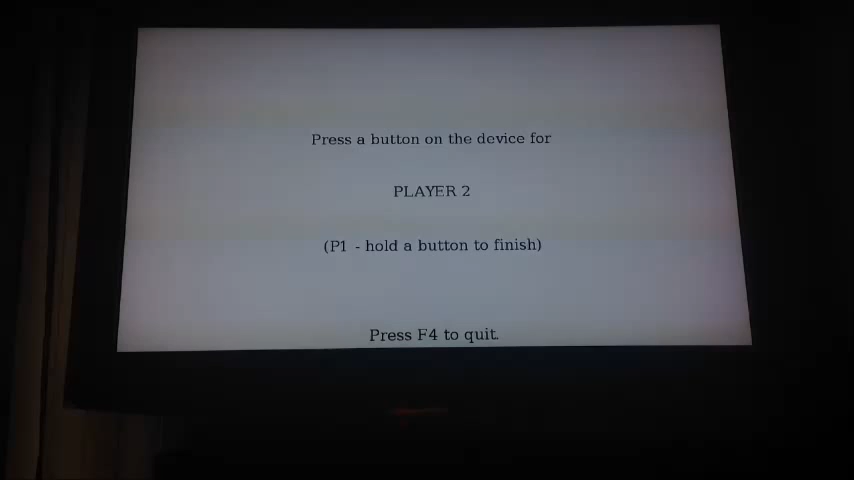 Press a button on the device for
PLAYER 2
(P1 - hold a button to finish)
Press F4 to quit.